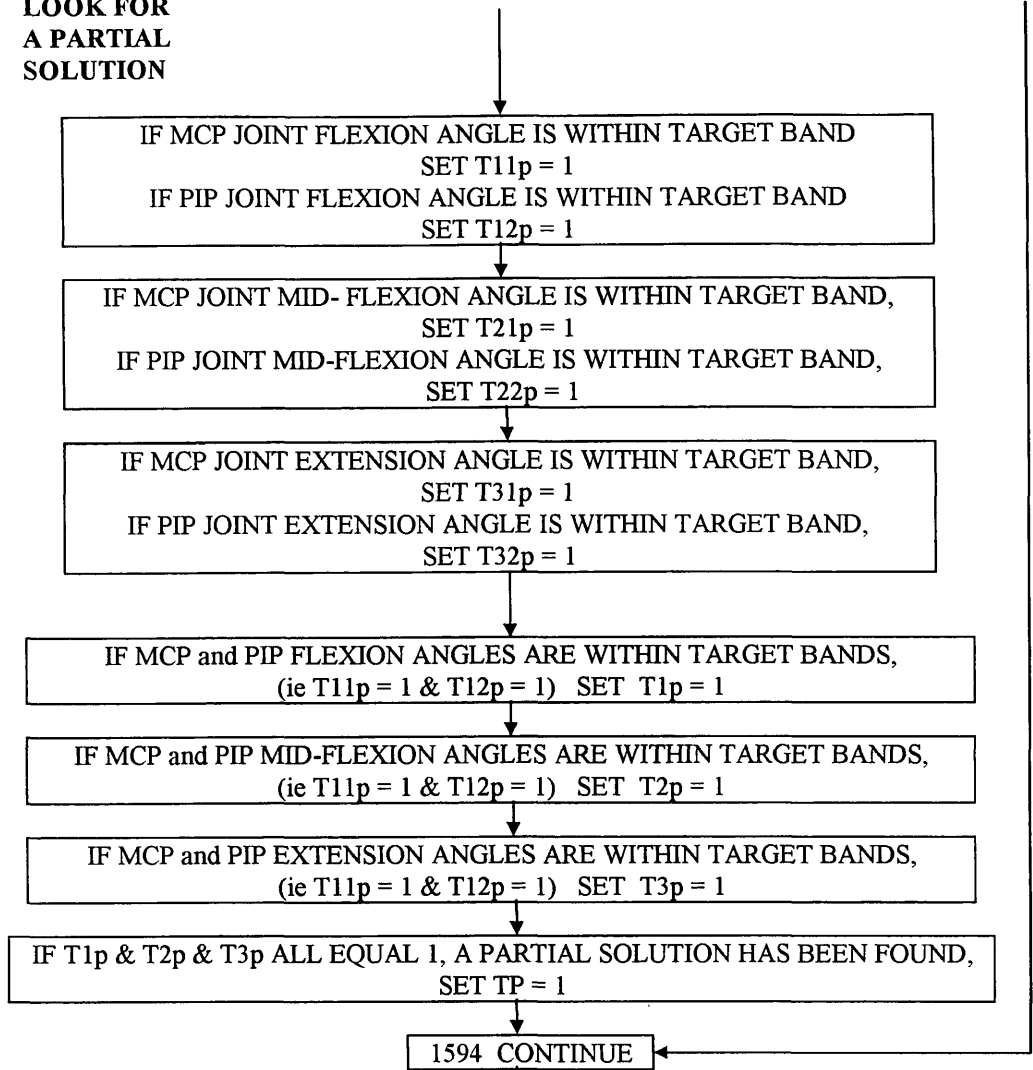 LOOK FOR
A PARTIAL
SOLUTION
IF MCP JOINT FLEXION ANGLE IS WITHIN TARGET BAND
SET T11p = 1
IF PIP JOINT FLEXION ANGLE IS WITHIN TARGET BAND
SET T12p = 1
IF MCP JOINT MID- FLEXION ANGLE IS WITHIN TARGET BAND,
SET T21p = 1
IF PIP JOINT MID-FLEXION ANGLE IS WITHIN TARGET BAND,
SET T22p = 1
IF MCP JOINT EXTENSION ANGLE IS WITHIN TARGET BAND,
SET T31p = 1
IF PIP JOINT EXTENSION ANGLE IS WITHIN TARGET BAND,
SET T32p = 1
IF MCP and PIP FLEXION ANGLES ARE WITHIN TARGET BANDS,
(ie T11p = 1 & T12p = 1) SET T1p = 1
IF MCP and PIP MID-FLEXION ANGLES ARE WITHIN TARGET BANDS,
(ie T11p = 1 & T12p = 1) SET T2p = 1
IF MCP and PIP EXTENSION ANGLES ARE WITHIN TARGET BANDS,
(ie T11p = 1 & T12p = 1) SET T3p = 1
IF T1p & T2p & T3p ALL EQUAL 1, A PARTIAL SOLUTION HAS BEEN FOUND,
SET TP = 1
1594 CONTINUE